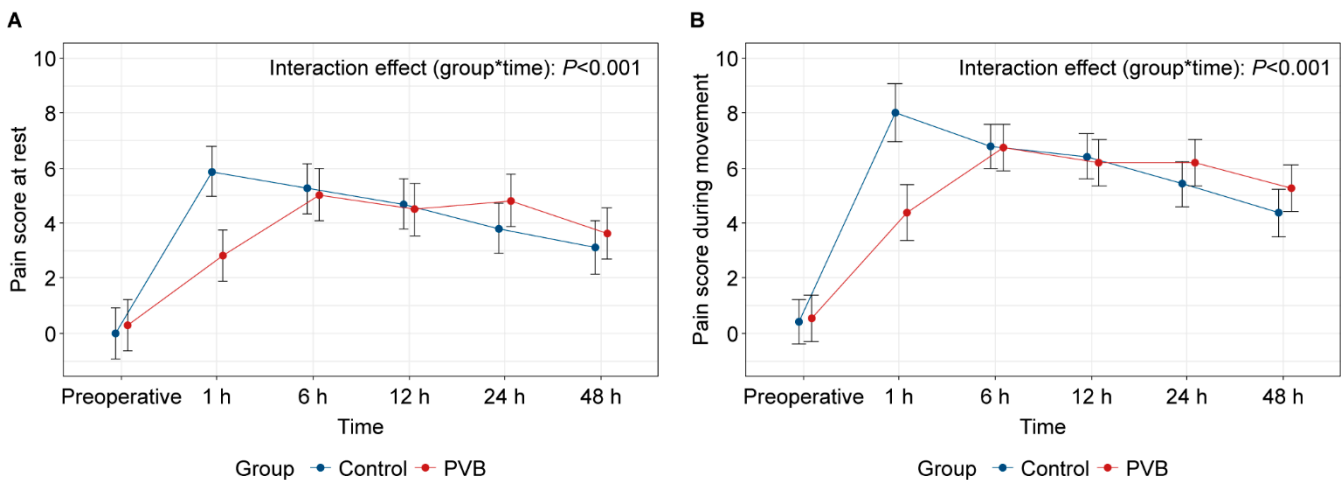 A
Interaction effect (group*time): P<0.001
Pain score at rest
10
8
6
4
2
0
Preoperative 1 h 6 h 12 h 24 h 48 h
Time
Group Control PVB
B
Interaction effect (group*time): P<0.001
Pain score during movement
10
8
6
4
2
0
Preoperative 1 h 6 h 12 h 24 h 48 h
Time
Group Control PVB